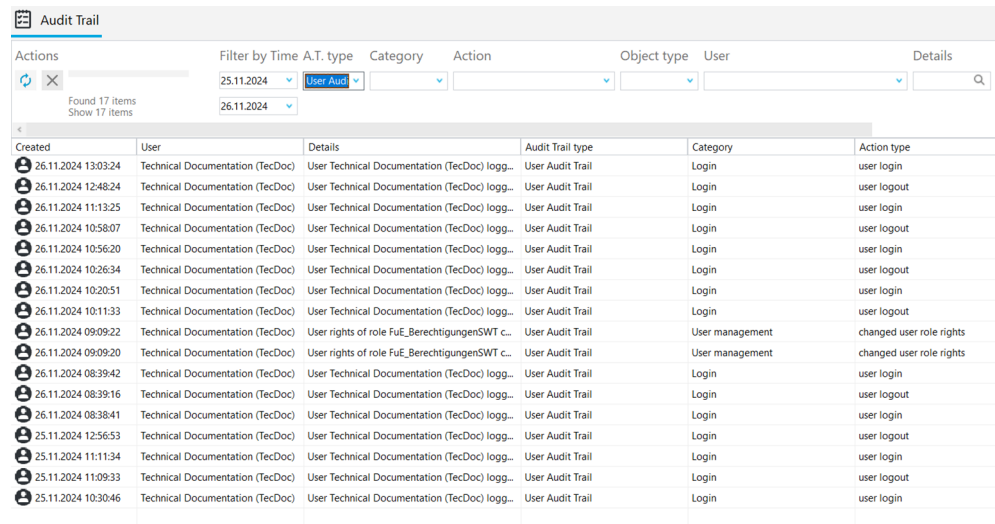 Audit Trail
Actions Filter by Time A.T. type Category Action Object type User Details
25.11.2024 User Audi
Found 17 items
Show 17 items
26.11.2024
Created User Details Audit Trail type Category Action type
26.11.2024 13:03:24 Technical Documentation (TecDoc) User Technical Documentation (TecDoc) logg... User Audit Trail Login user login
26.11.2024 12:48:24 Technical Documentation (TecDoc) User Technical Documentation (TecDoc) logg... User Audit Trail Login user logout
26.11.2024 11:13:25 Technical Documentation (TecDoc) User Technical Documentation (TecDoc) logg... User Audit Trail Login user login
26.11.2024 10:58:07 Technical Documentation (TecDoc) User Technical Documentation (TecDoc) logg... User Audit Trail Login user logout
26.11.2024 10:56:20 Technical Documentation (TecDoc) User Technical Documentation (TecDoc) logg... User Audit Trail Login user login
26.11.2024 10:26:34 Technical Documentation (TecDoc) User Technical Documentation (TecDoc) logg... User Audit Trail Login user logout
26.11.2024 10:20:51 Technical Documentation (TecDoc) User Technical Documentation (TecDoc) logg... User Audit Trail Login user login
26.11.2024 10:11:33 Technical Documentation (TecDoc) User Technical Documentation (TecDoc) logg... User Audit Trail Login user logout
26.11.2024 09:09:22 Technical Documentation (TecDoc) User rights of role FuE_BerechtigungenSWT c... User Audit Trail User management changed user role rights
26.11.2024 09:09:20 Technical Documentation (TecDoc) User rights of role FuE_BerechtigungenSWT c... User Audit Trail User management changed user role rights
26.11.2024 08:39:42 Technical Documentation (TecDoc) User Technical Documentation (TecDoc) logg... User Audit Trail Login user login
26.11.2024 08:39:16 Technical Documentation (TecDoc) User Technical Documentation (TecDoc) logg... User Audit Trail Login user logout
26.11.2024 08:38:41 Technical Documentation (TecDoc) User Technical Documentation (TecDoc) logg... User Audit Trail Login user login
25.11.2024 12:56:53 Technical Documentation (TecDoc) User Technical Documentation (TecDoc) logg... User Audit Trail Login user logout
25.11.2024 11:11:34 Technical Documentation (TecDoc) User Technical Documentation (TecDoc) logg... User Audit Trail Login user login
25.11.2024 11:09:33 Technical Documentation (TecDoc) User Technical Documentation (TecDoc) logg... User Audit Trail Login user logout
25.11.2024 10:30:46 Technical Documentation (TecDoc) User Technical Documentation (TecDoc) logg... User Audit Trail Login user login